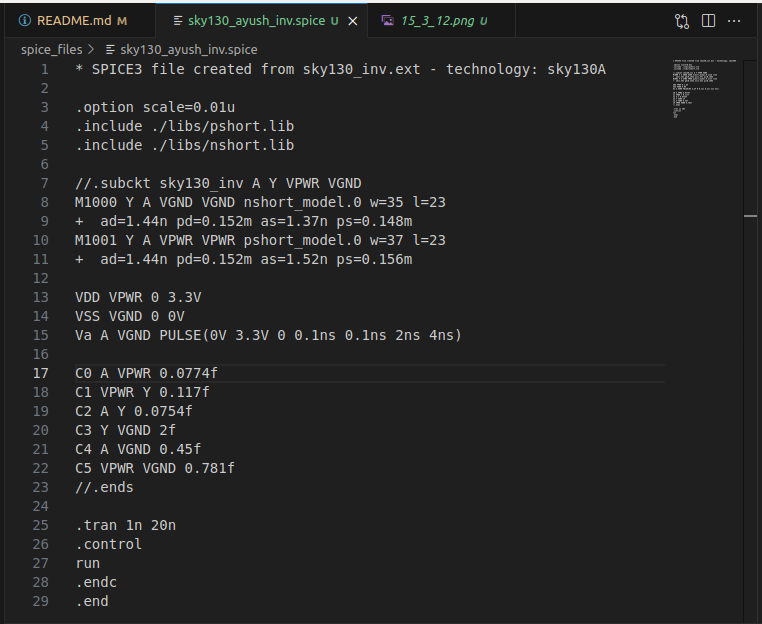 README.md M
sky130_ayush_inv.spice U
15_3_12.png U
spice_files > sky130_ayush_inv.spice
1 * SPICE3 file created from sky130_inv.ext - technology: sky130A
2
3 .option scale=0.01u
4 .include ./libs/pshort.lib
5 .include ./libs/nshort.lib
6
7 //.subckt sky130_inv A Y VPWR VGND
8 M1000 Y A VGND VGND nshort_model.0 w=35 l=23
9 +  ad=1.44n pd=0.152m as=1.37n ps=0.148m
10 M1001 Y A VPWR VPWR pshort_model.0 w=37 l=23
11 +  ad=1.44n pd=0.152m as=1.52n ps=0.156m
12
13 VDD VPWR 0 3.3V
14 VSS VGND 0 0V
15 Va A VGND PULSE(0V 3.3V 0 0.1ns 0.1ns 2ns 4ns)
16
17 C0 A VPWR 0.0774f
18 C1 VPWR Y 0.117f
19 C2 A Y 0.0754f
20 C3 Y VGND 2f
21 C4 A VGND 0.45f
22 C5 VPWR VGND 0.781f
23 //.ends
24
25 .tran 1n 20n
26 .control
27 run
28 .endc
29 .end